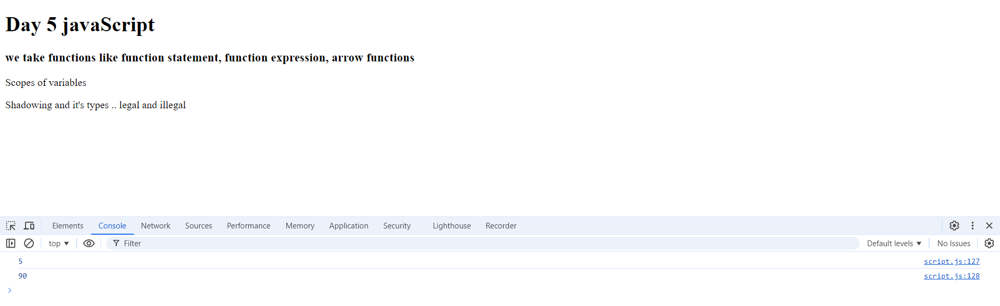 Day 5 javaScript
we take functions like function statement, function expression, arrow functions
Scopes of variables
Shadowing and it's types .. legal and illegal
Elements Console Network Sources Performance Memory Application Security Lighthouse Recorder
top Filter Default levels No Issues
5 script.js:127
90 script.js:128